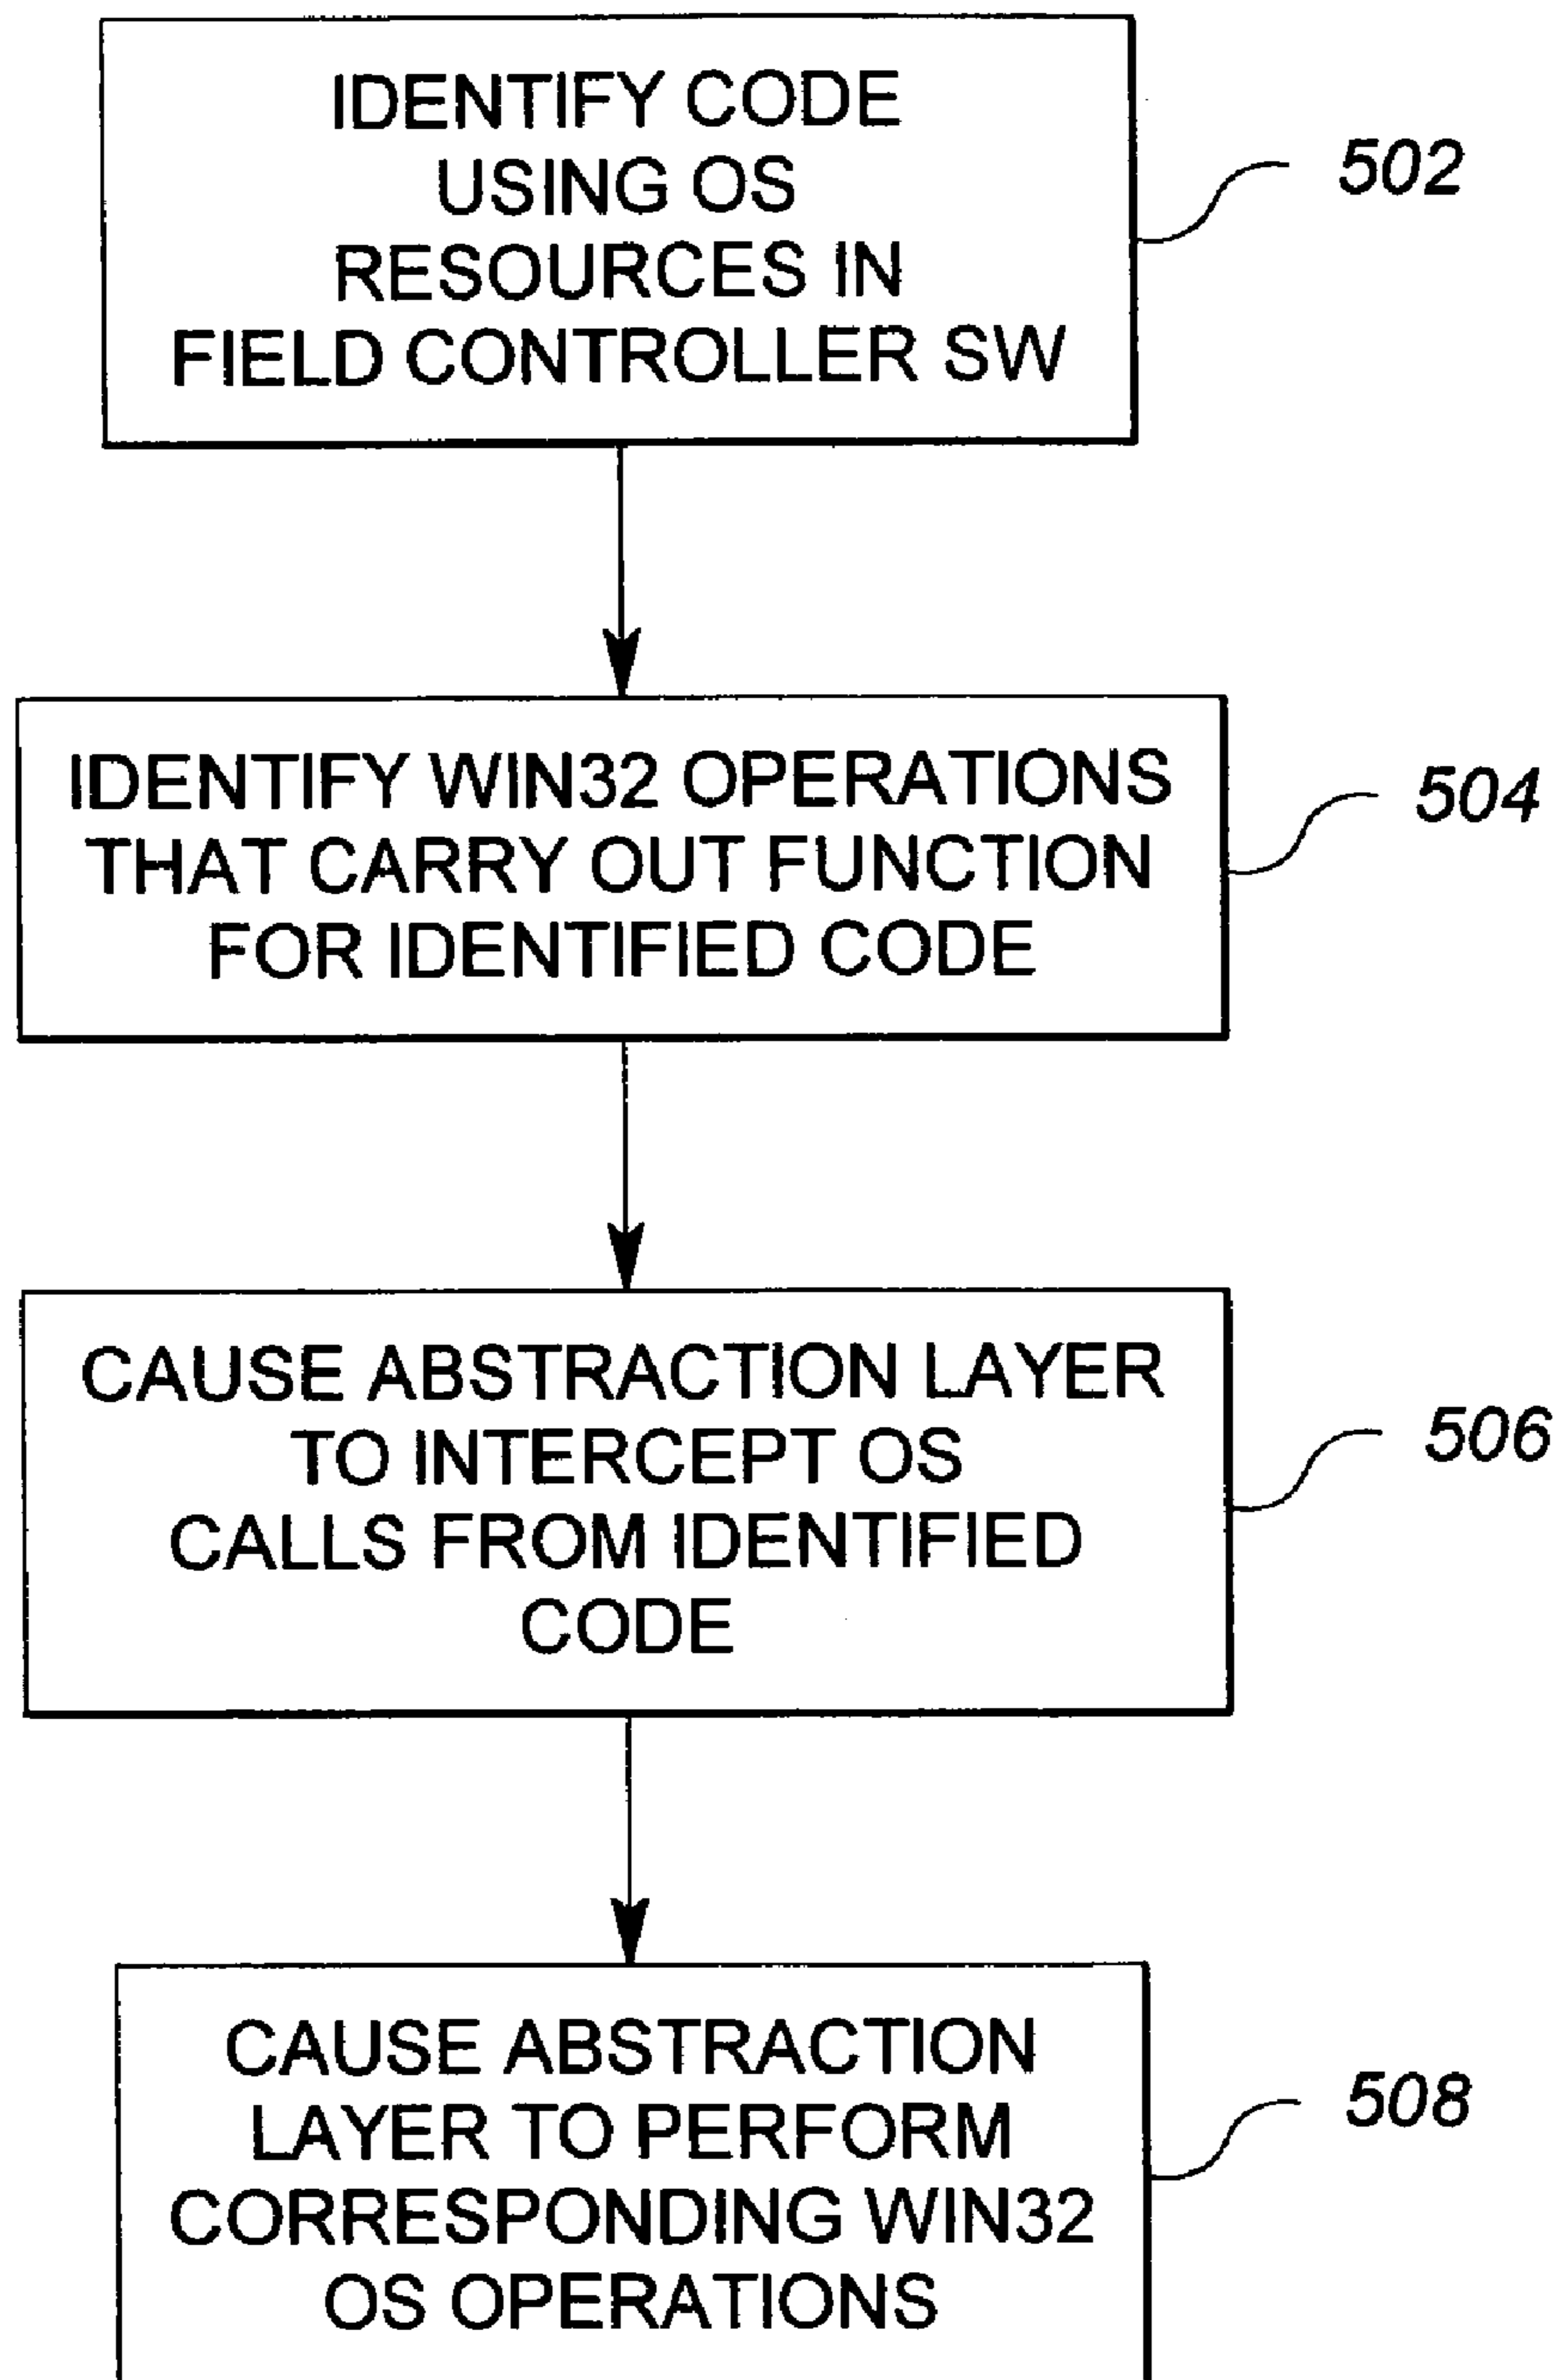 IDENTIFY CODE
USING OS
RESOURCES IN
FIELD CONTROLLER SW
502
IDENTIFY WIN32 OPERATIONS
THAT CARRY OUT FUNCTION
FOR IDENTIFIED CODE
504
CAUSE ABSTRACTION LAYER
TO INTERCEPT OS
CALLS FROM IDENTIFIED
CODE
506
CAUSE ABSTRACTION
LAYER TO PERFORM
CORRESPONDING WIN32
OS OPERATIONS
508